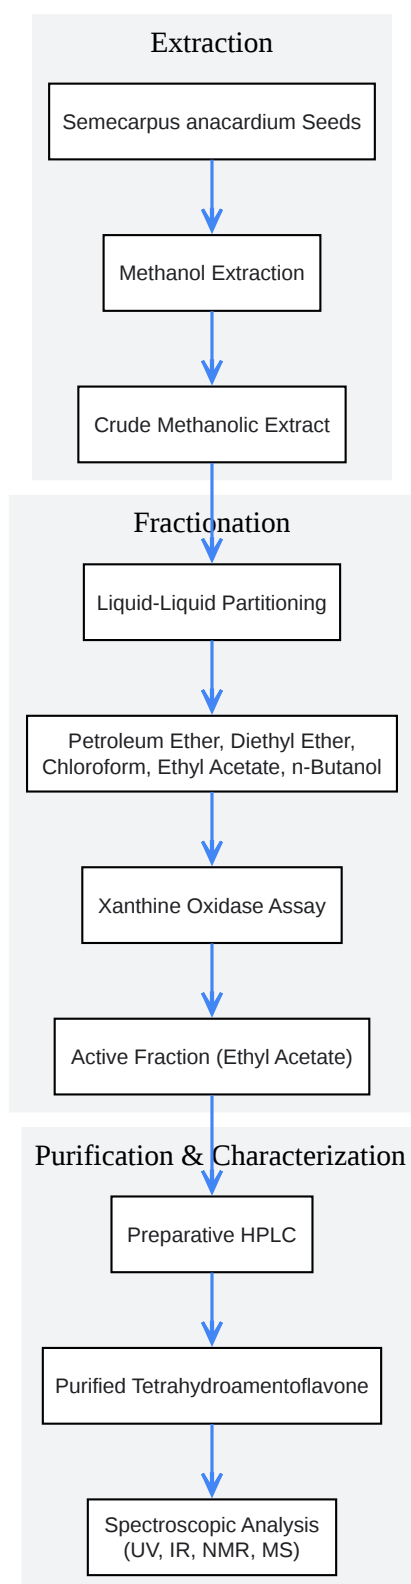 Extraction
Semecarpus anacardium Seeds
Methanol Extraction
Crude Methanolic Extract
Fractionation
Liquid-Liquid Partitioning
Petroleum Ether, Diethyl Ether,
Chloroform, Ethyl Acetate, n-Butanol
Xanthine Oxidase Assay
Active Fraction (Ethyl Acetate)
Purification & Characterization
Preparative HPLC
Purified Tetrahydroamentoflavone
Spectroscopic Analysis
(UV, IR, NMR, MS)